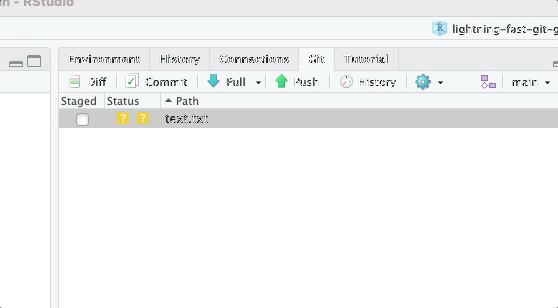 n - RStudio
lightning-fast-git-g
Environment History Connections Git Tutorial
Diff Commit Pull Push History main
Staged Status Path
? ? text.txt